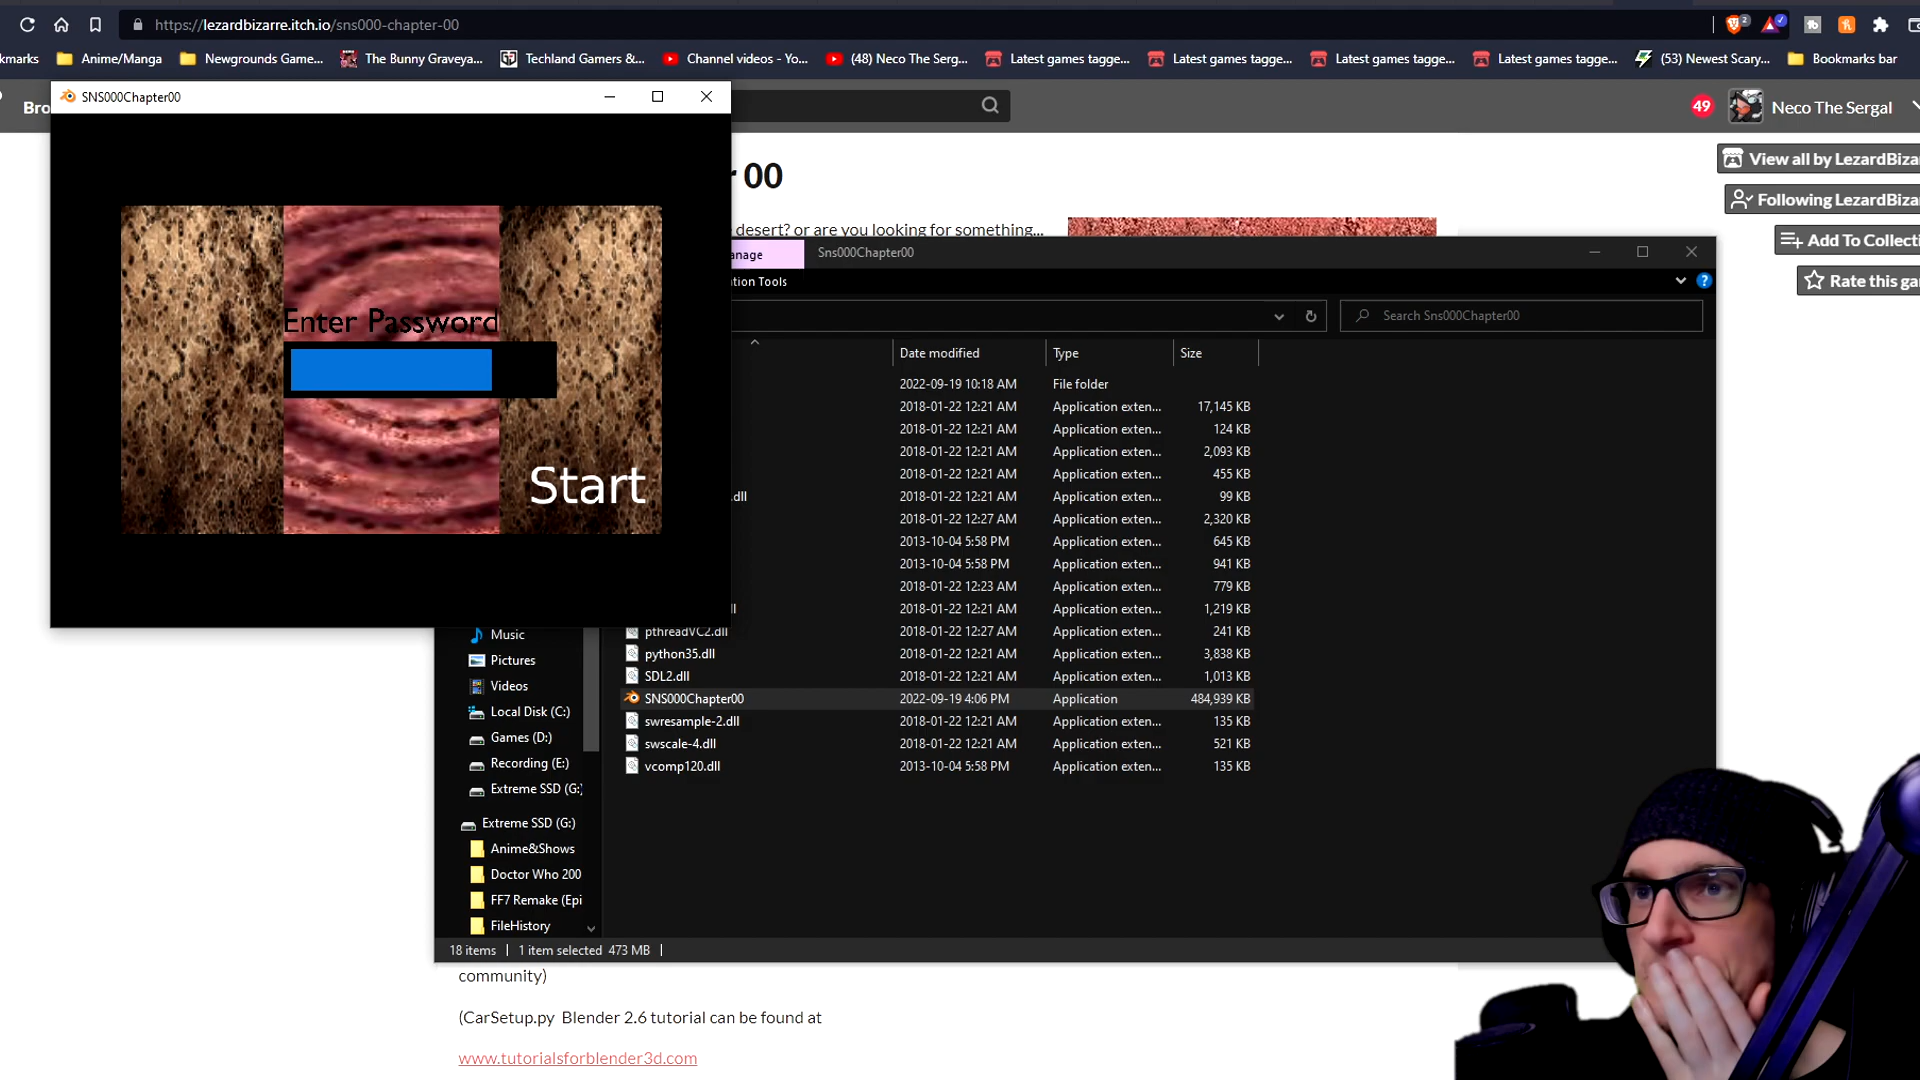 https://lezardbizarre.itch.io/sns000-chapter-00
2
kmarks
Anime/Manga
Newgrounds Game...
The Bunny Graveya...
Techland Gamers &...
Channel videos - Yo...
(48) Neco The Serg...
Latest games tagge...
Latest games tagge...
Latest games tagge...
Latest games tagge...
(53) Newest Scary...
Bookmarks bar
SNS000Chapter00
Bro
49
Neco The Sergal
r 00
View all by LezardBiza
Following LezardBiza
Add To Collecti
Rate this ga
desert? or are you looking for something...
anage
Sns000Chapter00
tion Tools
?
Search Sns000Chapter00
Enter Password
Start
Date modified
Type
Size
2022-09-19 10:18 AM
File folder
2018-01-22 12:21 AM
Application exten...
17,145 KB
2018-01-22 12:21 AM
Application exten...
124 KB
2018-01-22 12:21 AM
Application exten...
2,093 KB
2018-01-22 12:21 AM
Application exten...
455 KB
.dll
2018-01-22 12:21 AM
Application exten...
99 KB
2018-01-22 12:27 AM
Application exten...
2,320 KB
2013-10-04 5:58 PM
Application exten...
645 KB
2013-10-04 5:58 PM
Application exten...
941 KB
2018-01-22 12:23 AM
Application exten...
779 KB
ll
2018-01-22 12:21 AM
Application exten...
1,219 KB
pthreadVC2.dll
2018-01-22 12:27 AM
Application exten...
241 KB
python35.dll
2018-01-22 12:21 AM
Application exten...
3,838 KB
SDL2.dll
2018-01-22 12:21 AM
Application exten...
1,013 KB
SNS000Chapter00
2022-09-19 4:06 PM
Application
484,939 KB
swresample-2.dll
2018-01-22 12:21 AM
Application exten...
135 KB
swscale-4.dll
2018-01-22 12:21 AM
Application exten...
521 KB
vcomp120.dll
2013-10-04 5:58 PM
Application exten...
135 KB
Music
Pictures
Videos
Local Disk (C:)
Games (D:)
Recording (E:)
Extreme SSD (G:)
Extreme SSD (G:)
Anime&Shows
Doctor Who 200
FF7 Remake (Epi
FileHistory
18 items
1 item selected 473 MB
community)
(CarSetup.py Blender 2.6 tutorial can be found at
www.tutorialsforblender3d.com